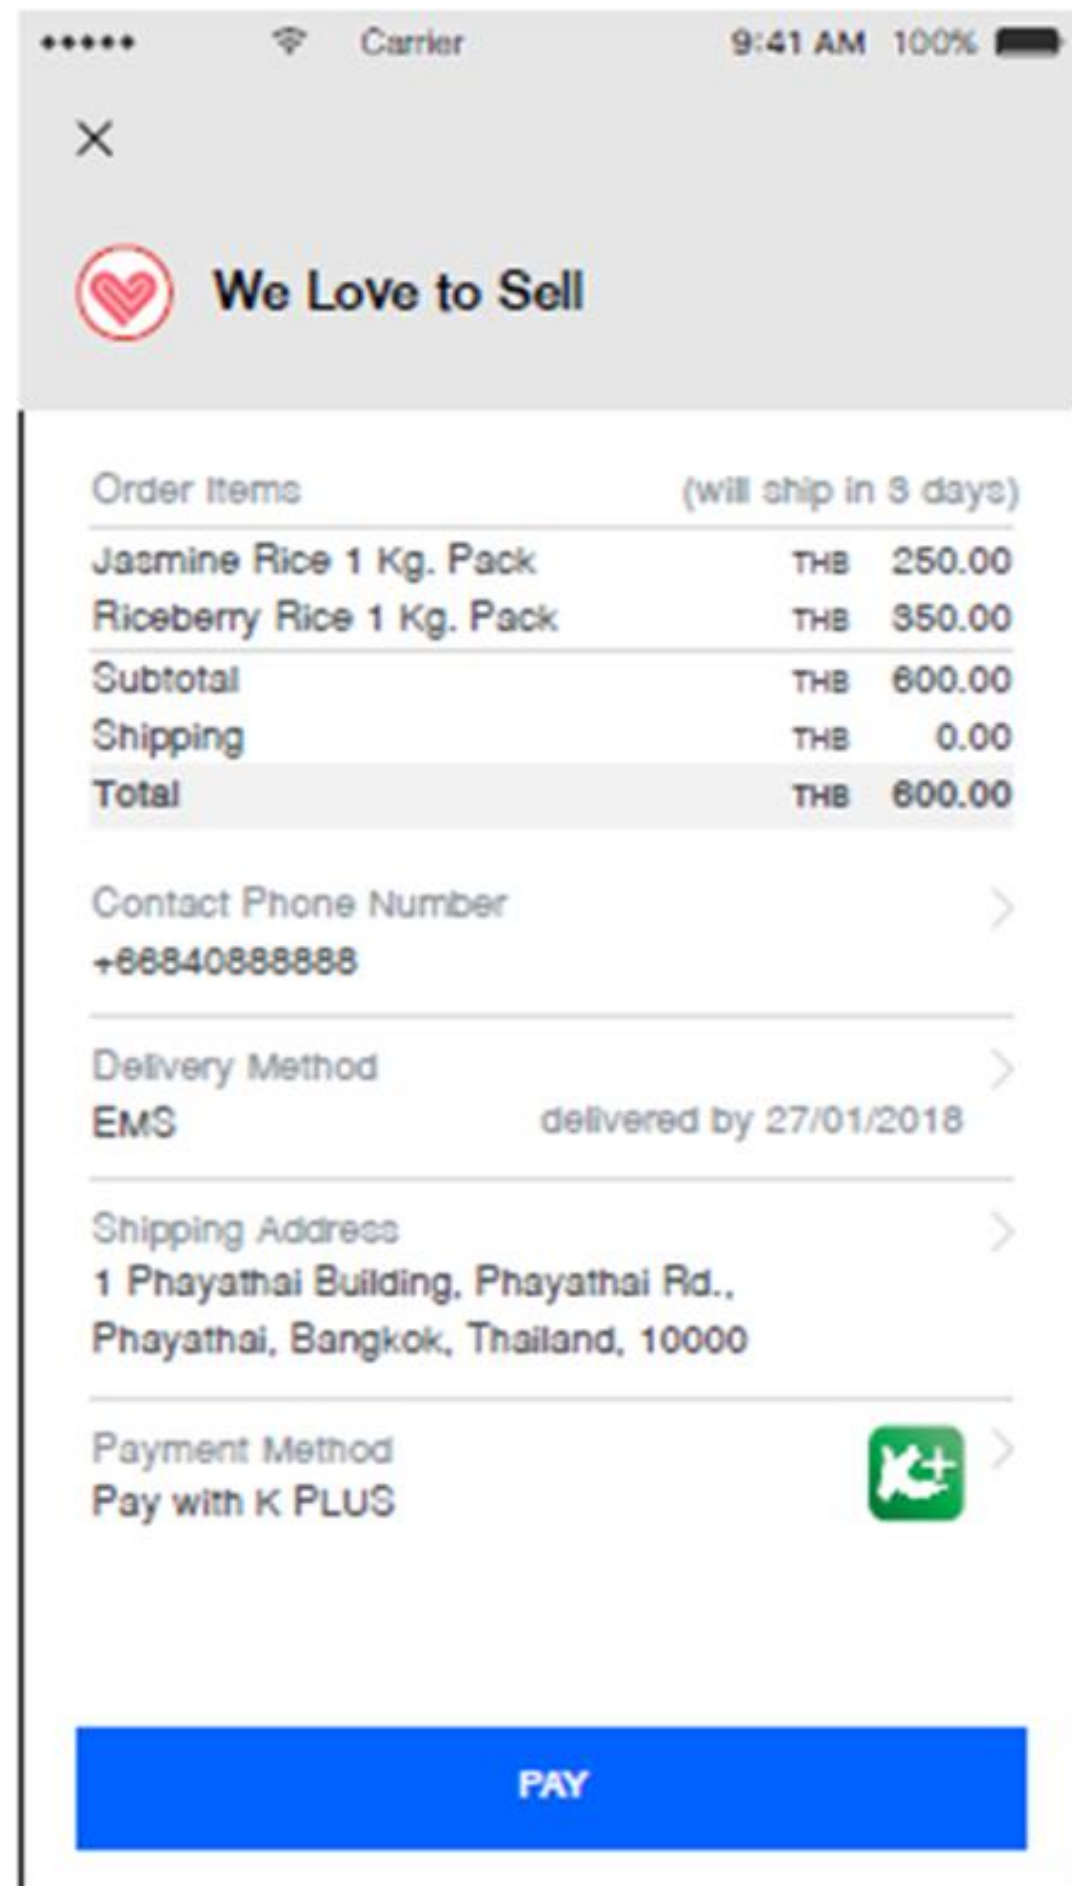 Carrier 9:41 AM 100%
We Love to Sell
Order Items (will ship in 3 days)
Jasmine Rice 1 Kg. Pack THB 250.00
Riceberry Rice 1 Kg. Pack THB 350.00
Subtotal THB 600.00
Shipping THB 0.00
Total THB 600.00
Contact Phone Number
+66840888888
Delivery Method
EMS delivered by 27/01/2018
Shipping Address
1 Phayathai Building, Phayathai Rd.,
Phayathai, Bangkok, Thailand, 10000
Payment Method
Pay with K PLUS K+
PAY